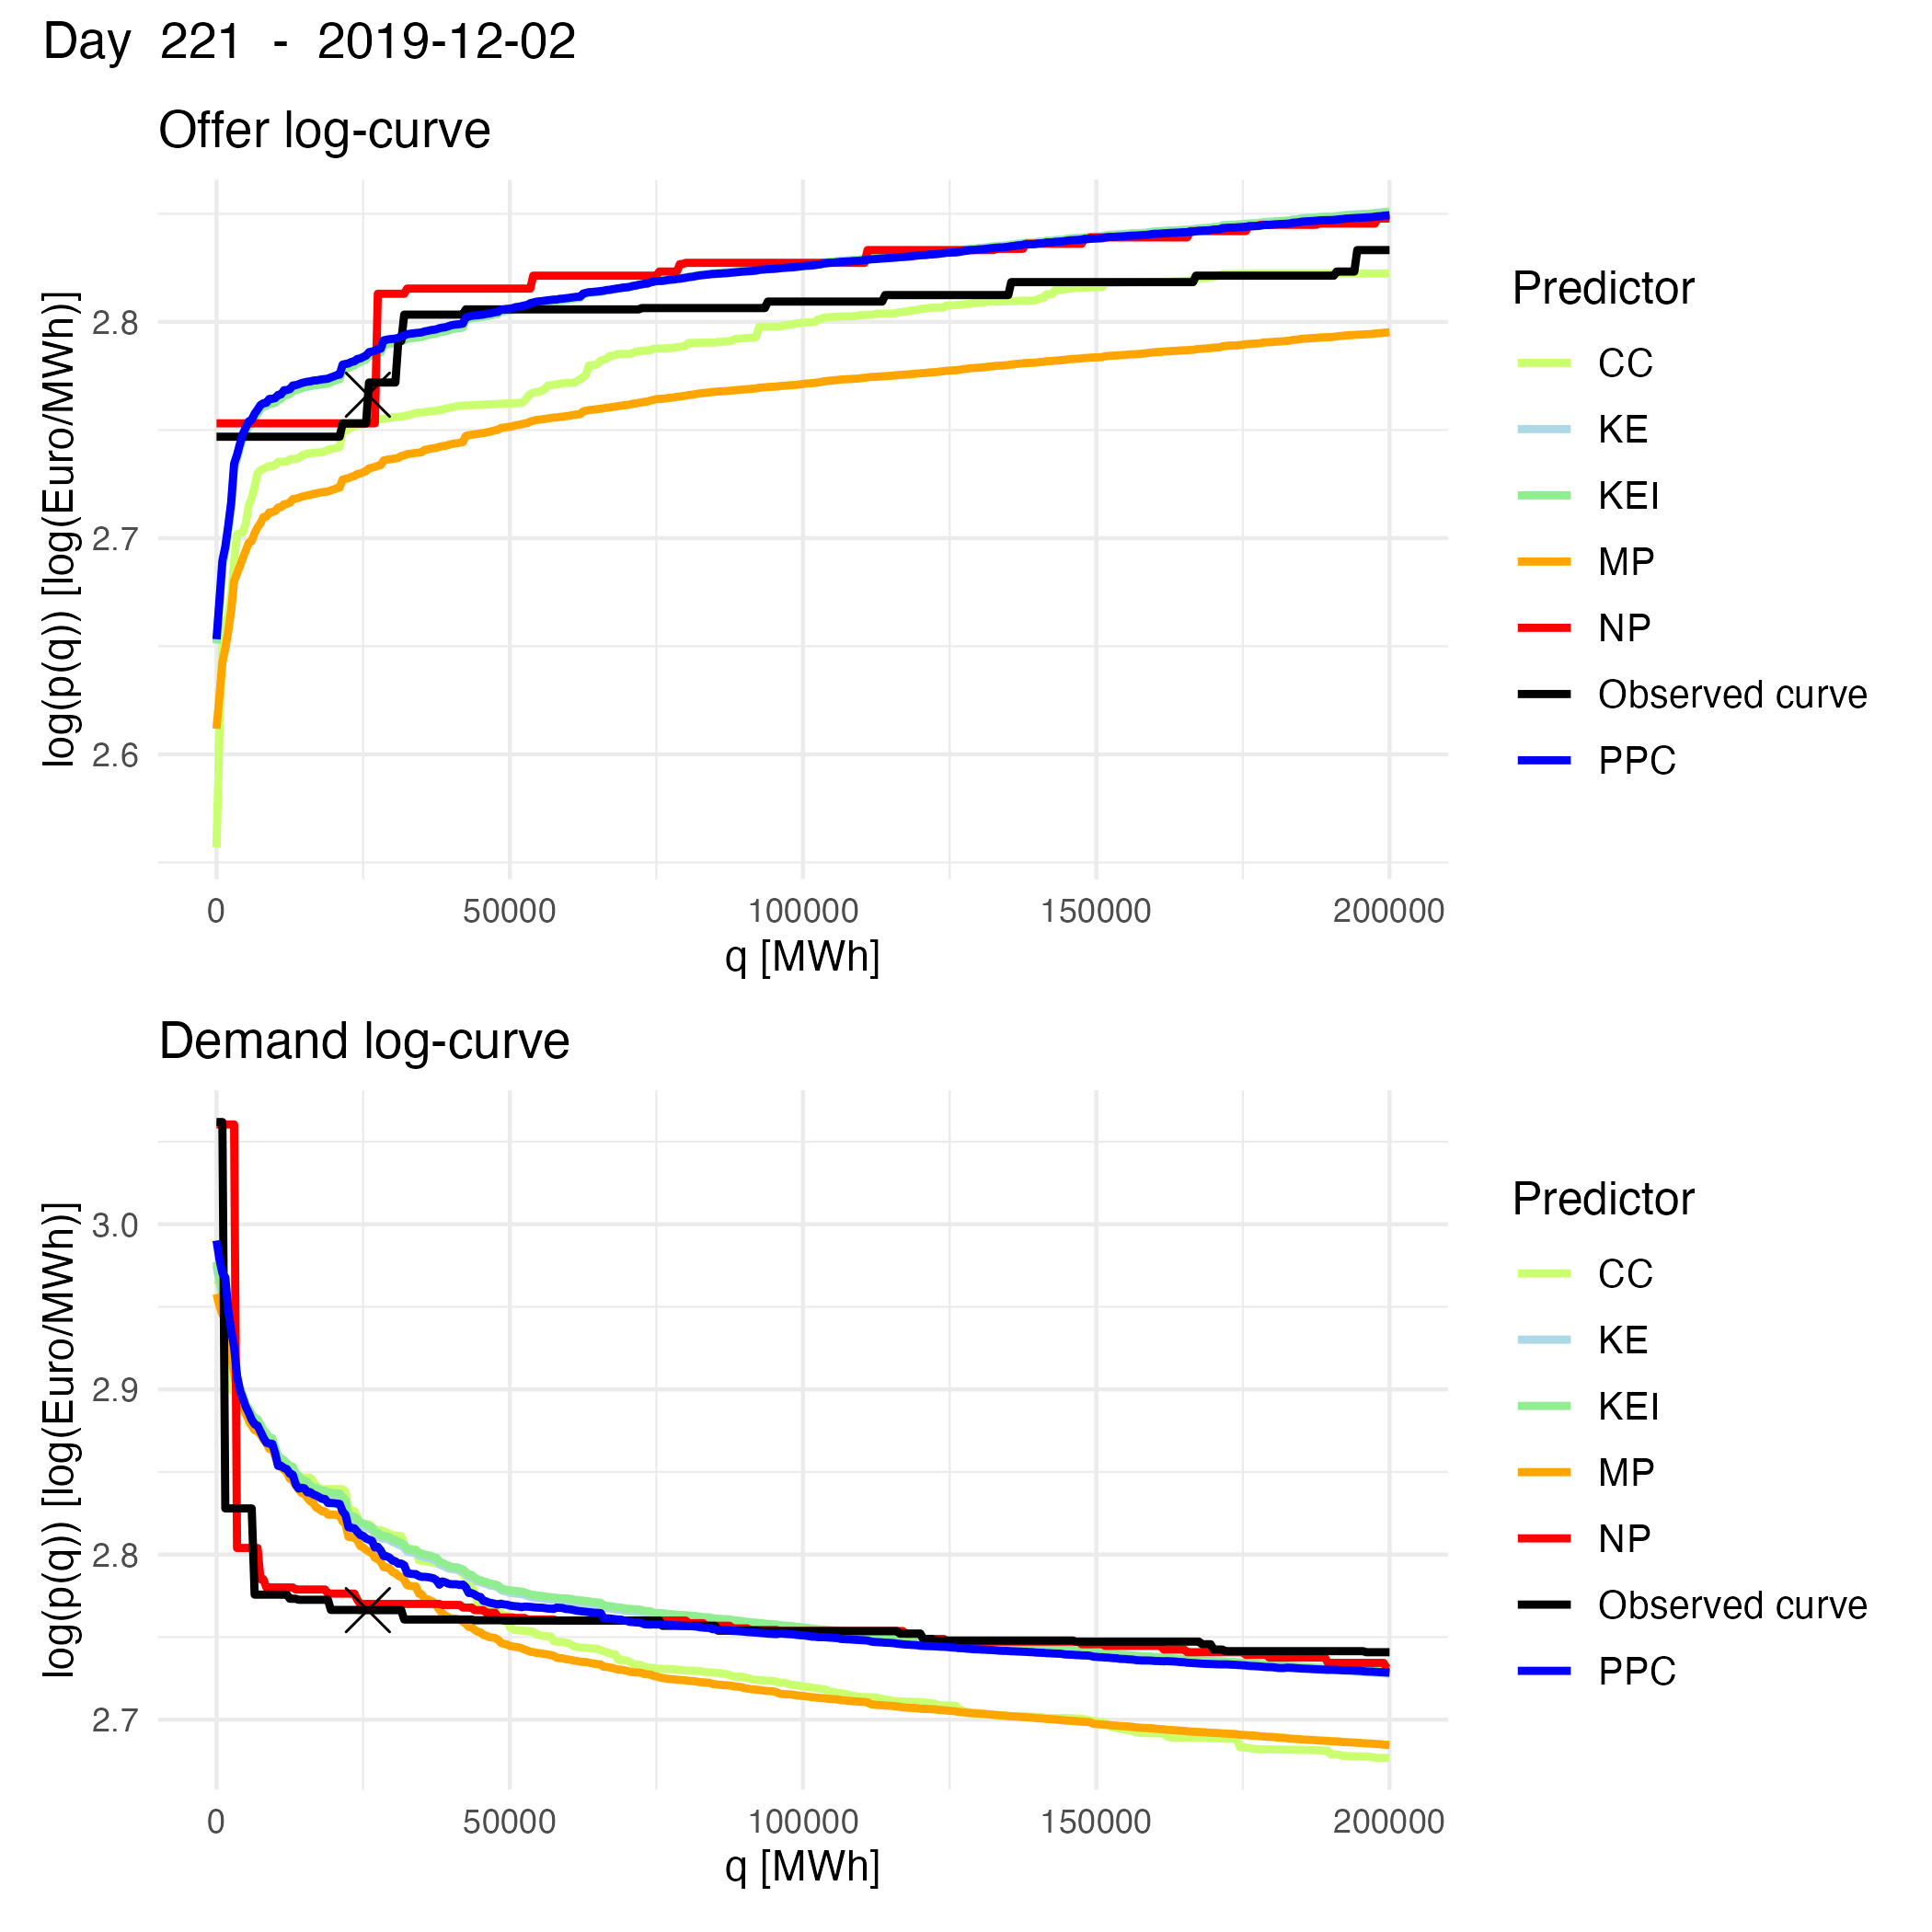 Day 221 - 2019-12-02
Offer log-curve
log(p(q)) [log(Euro/MWh)]
2.8
2.7
2.6
0 50000 100000 150000 200000
q [MWh]
Predictor
CC
KE
KEI
MP
NP
Observed curve
PPC
Demand log-curve
log(p(q)) [log(Euro/MWh)]
3.0
2.9
2.8
2.7
0 50000 100000 150000 200000
q [MWh]
Predictor
CC
KE
KEI
MP
NP
Observed curve
PPC